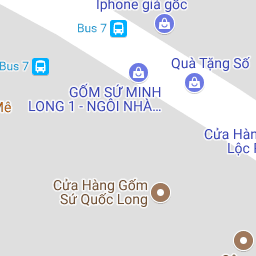 Iphone giá gốc
Bus 7
Bus 7
Quà Tặng Số
GỐM SỨ MINH
LONG 1 - NGÔI NHÀ...
Mê
Cửa Hàn
Lộc
Cửa Hàng Gốm
Sứ Quốc Long